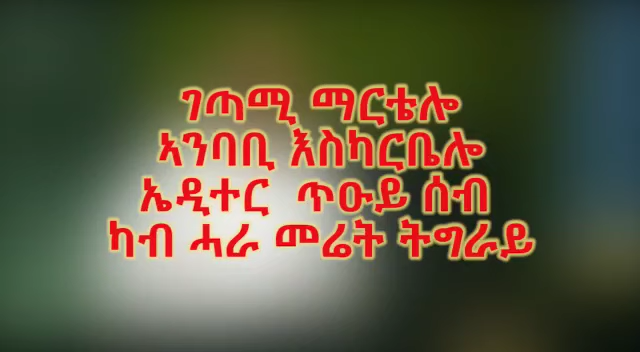 ገጣሚ ማርቴሎ
ኣንባቢ እስካርቤሎ
ኤዲተር ጥዑይ ሰብ
ካብ ሓራ መሬት ትግራይ